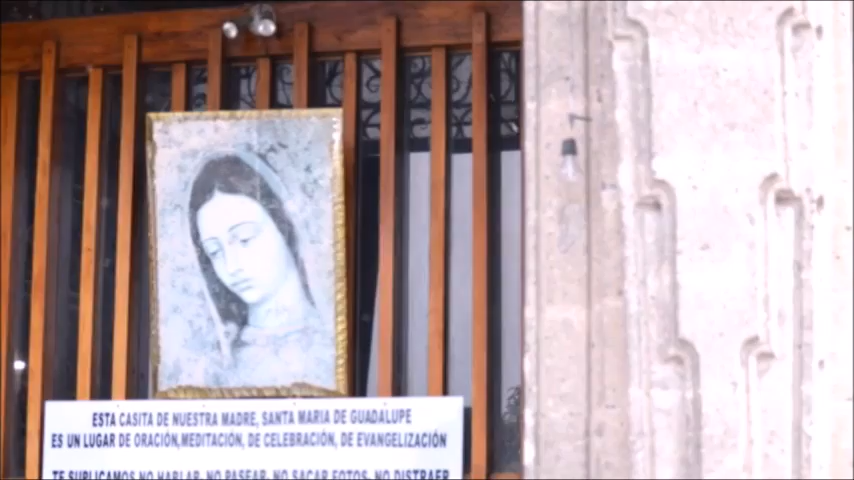 ESTA CASITA DE NUESTRA MADRE, SANTA MARIA DE GUADALUPE
ES UN LUGAR DE ORACIÓN,MEDITACIÓN, DE CELEBRACIÓN, DE EVANGELIZACIÓN
TE SUPLICAMOS NO HABLAR- NO PASEAR- NO SACAR FOTOS- NO DISTRAER